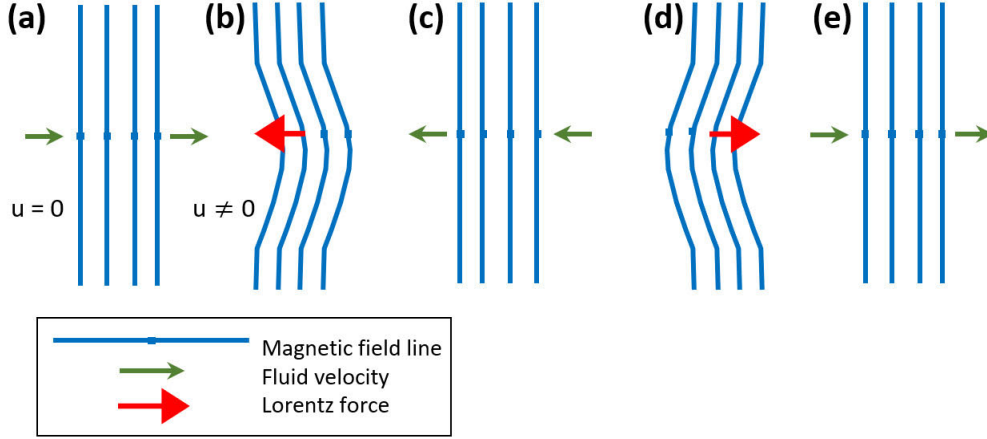 (a)
(b)
(c)
(d)
(e)
u = 0
u ≠ 0
Magnetic field line
Fluid velocity
Lorentz force